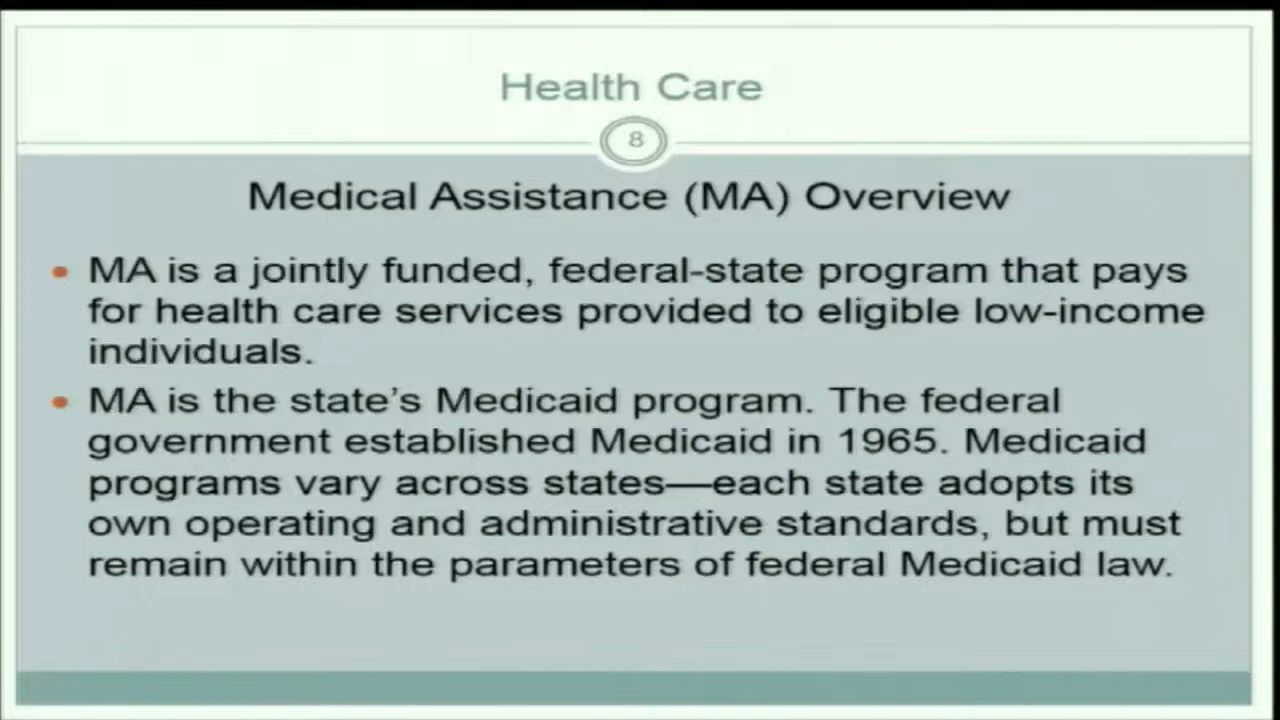 Health Care
8
Medical Assistance (MA) Overview
• MA is a jointly funded, federal-state program that pays
for health care services provided to eligible low-income
individuals.
• MA is the state’s Medicaid program. The federal
government established Medicaid in 1965. Medicaid
programs vary across states—each state adopts its
own operating and administrative standards, but must
remain within the parameters of federal Medicaid law.